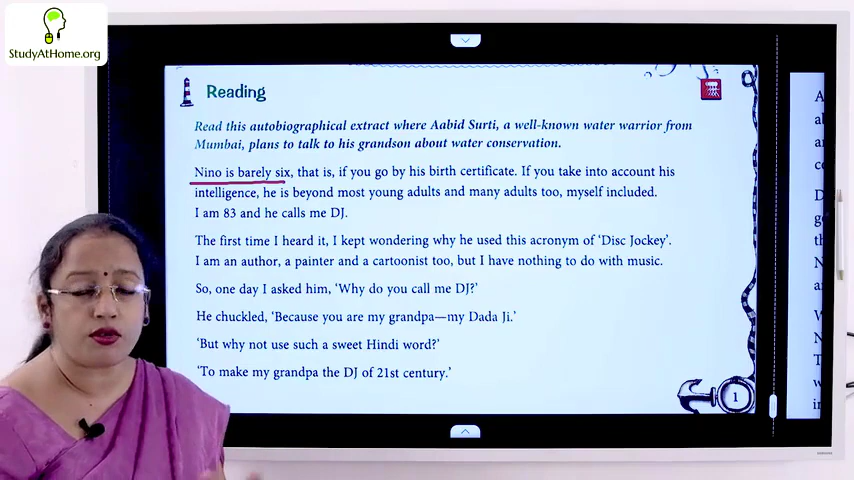 StudyAtHome.org
Reading
Read this autobiographical extract where Aabid Surti, a well-known water warrior from
Mumbai, plans to talk to his grandson about water conservation.
Nino is barely six, that is, if you go by his birth certificate. If you take into account his
intelligence, he is beyond most young adults and many adults too, myself included.
I am 83 and he calls me DJ.
The first time I heard it, I kept wondering why he used this acronym of ‘Disc Jockey’.
I am an author, a painter and a cartoonist too, but I have nothing to do with music.
So, one day I asked him, ‘Why do you call me DJ?’
He chuckled, ‘Because you are my grandpa—my Dada Ji.’
‘But why not use such a sweet Hindi word?’
‘To make my grandpa the DJ of 21st century.’
1